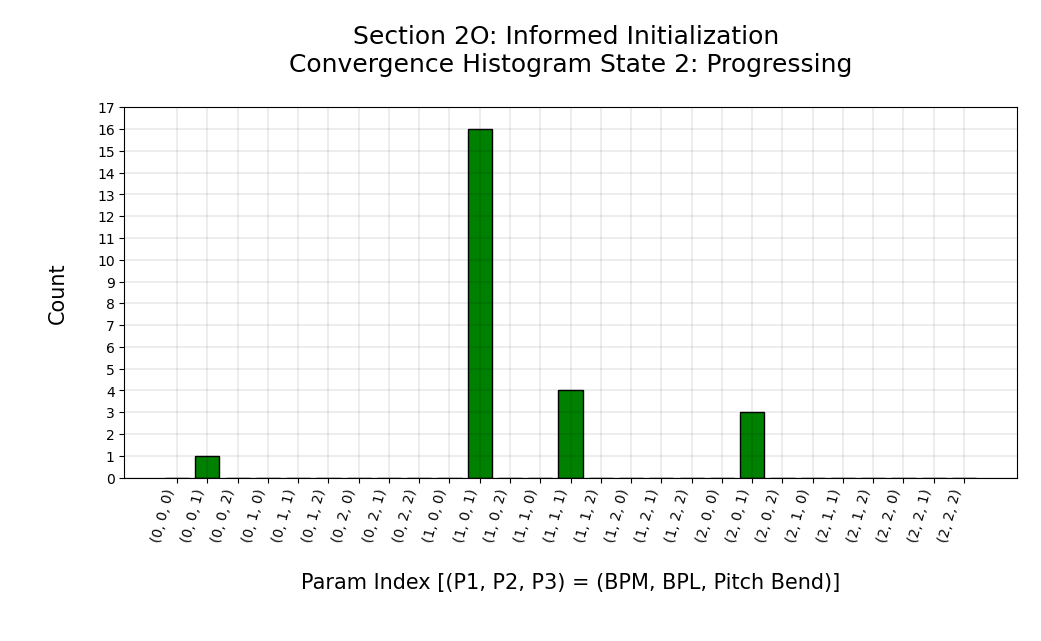 Section 2O: Informed Initialization
Convergence Histogram State 2: Progressing
17
16
15
14
13
12
11
10
9
8
7
6
5
4
3
2
1
0
Count
(0, 0, 0)
(0, 0, 1)
(0, 0, 2)
(0, 1, 0)
(0, 1, 1)
(0, 1, 2)
(0, 2, 0)
(0, 2, 1)
(0, 2, 2)
(1, 0, 0)
(1, 0, 1)
(1, 0, 2)
(1, 1, 0)
(1, 1, 1)
(1, 1, 2)
(1, 2, 0)
(1, 2, 1)
(1, 2, 2)
(2, 0, 0)
(2, 0, 1)
(2, 0, 2)
(2, 1, 0)
(2, 1, 1)
(2, 1, 2)
(2, 2, 0)
(2, 2, 1)
(2, 2, 2)
Param Index [(P1, P2, P3) = (BPM, BPL, Pitch Bend)]